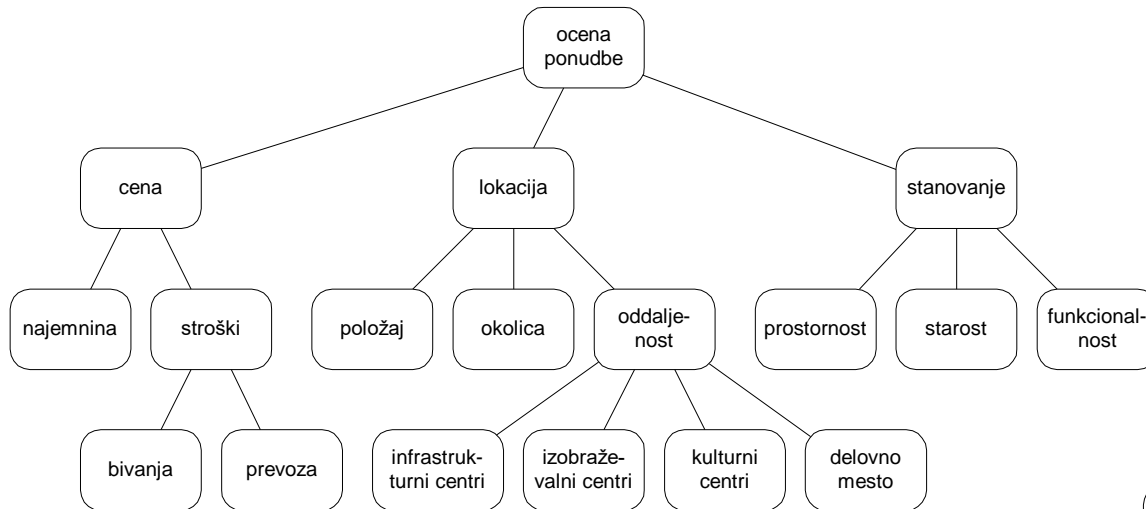 ocena
ponudbe
cena
lokacija
stanovanje
najemnina
stroški
položaj
okolica
oddalje-
nost
prostornost
starost
funkcional-
nost
bivanja
prevoza
infrastruk-
turni centri
izobraže-
valni centri
kulturni
centri
delovno
mesto